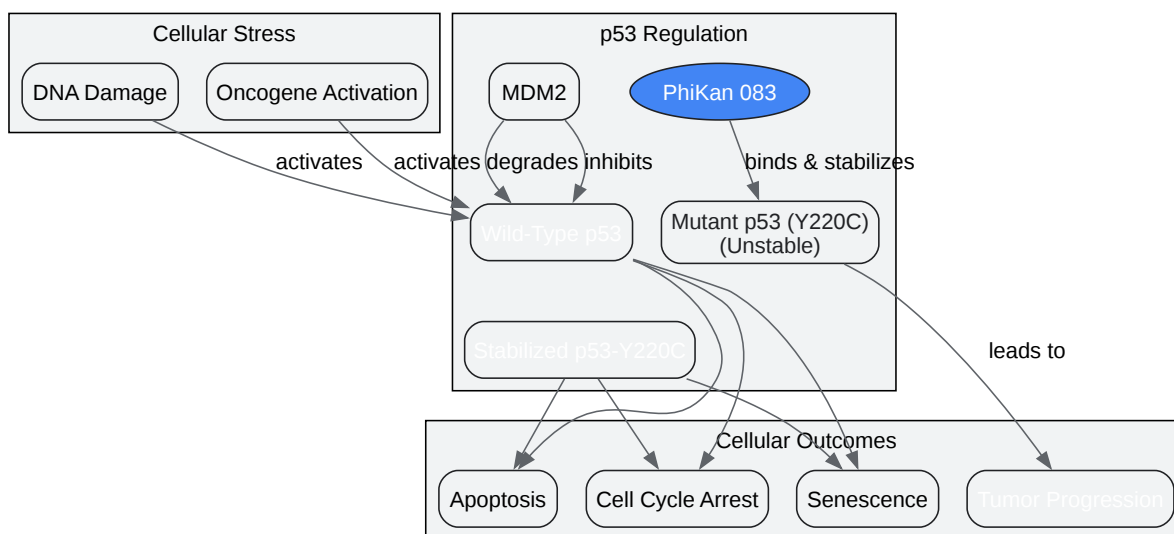 Cellular Stress
p53 Regulation
DNA Damage
Oncogene Activation
MDM2
PhiKan 083
activates
activates
degrades
inhibits
binds & stabilizes
Wild-Type p53
Mutant p53 (Y220C)
(Unstable)
Stabilized p53-Y220C
leads to
Cellular Outcomes
Apoptosis
Cell Cycle Arrest
Senescence
Tumor Progression